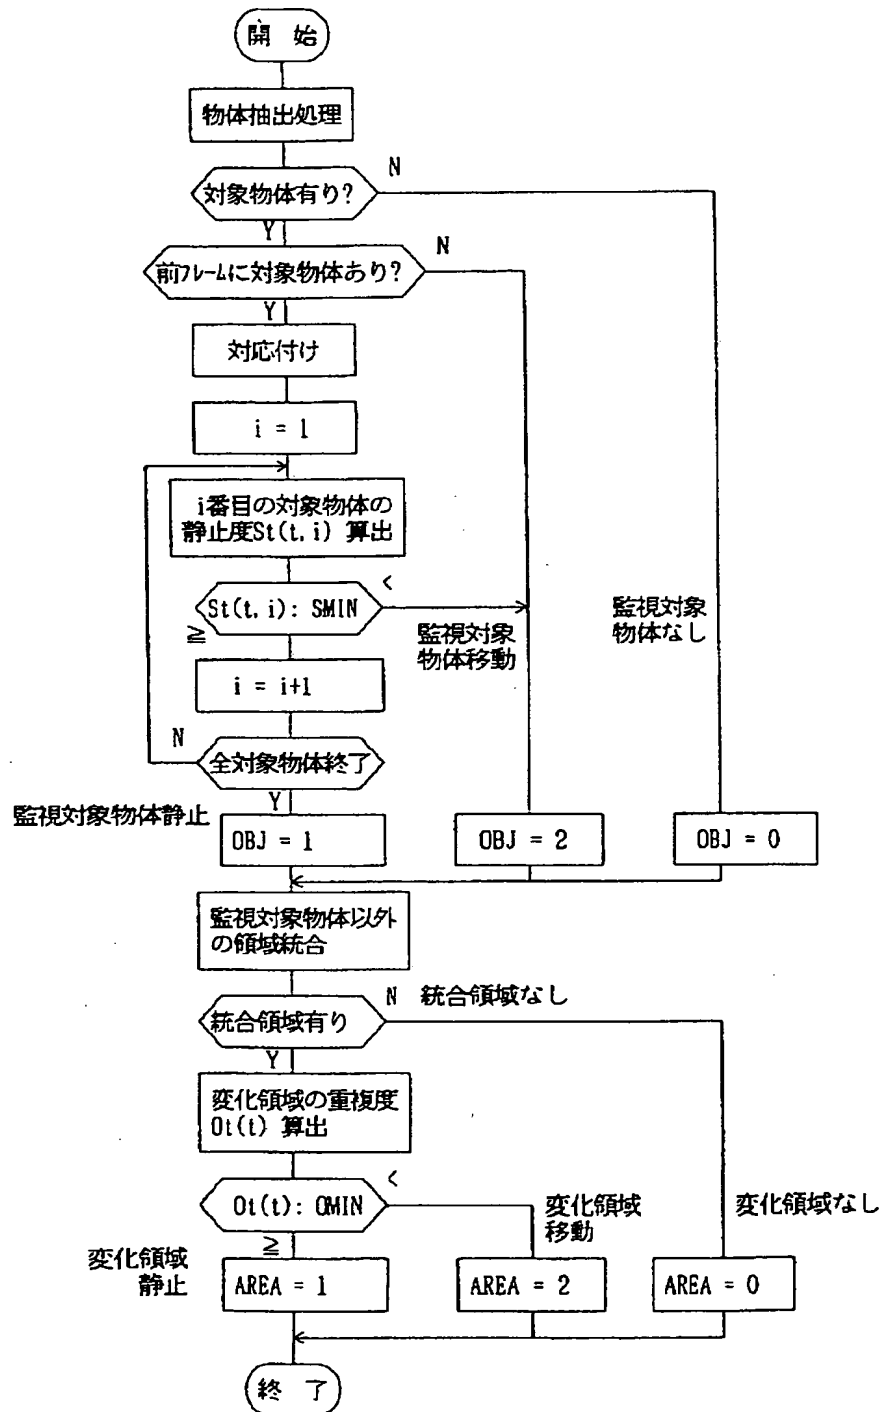 開 始
物体抽出処理
N
対象物体有り?
Y
N
前フレームに対象物体あり?
Y
対応付け
i = 1
i番目の対象物体の
静止度St(t,i) 算出
<
St(t,i): SMIN
≧
監視対象
物体移動
監視対象
物体なし
i = i+1
N
全対象物体終了
Y
監視対象物体静止
OBJ = 1
OBJ = 2
OBJ = 0
監視対象物体以外
の領域統合
N 統合領域なし
統合領域有り
Y
変化領域の重複度
Ot(t) 算出
<
Ot(t): OMIN
≧
変化領域
移動
変化領域なし
変化領域
静止
AREA = 1
AREA = 2
AREA = 0
終 了